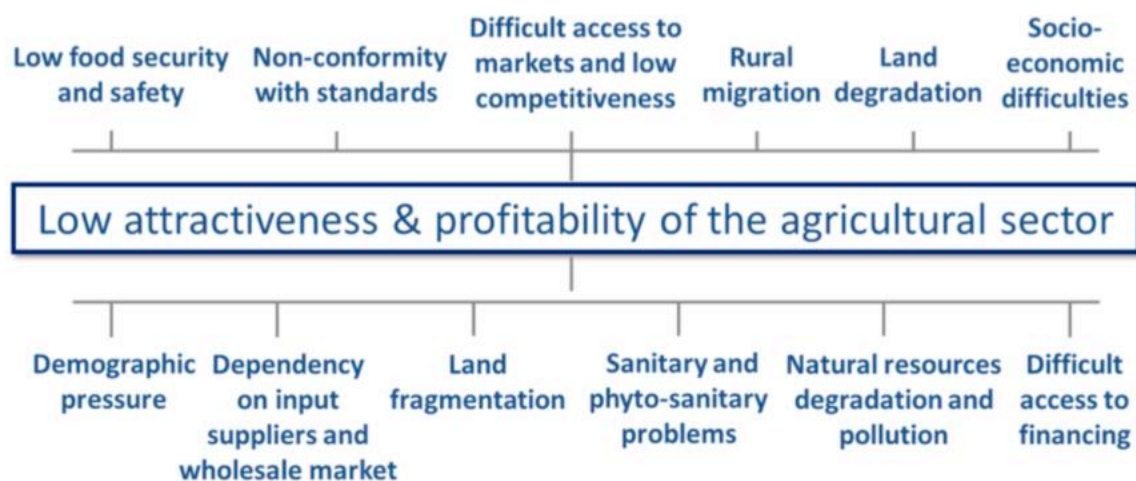 Low food security
and safety
Non-conformity
with standards
Difficult access to
markets and low
competitiveness
Rural
migration
Land
degradation
Socio-
economic
difficulties
Low attractiveness & profitability of the agricultural sector
Demographic
pressure
Dependency
on input
suppliers and
wholesale market
Land
fragmentation
Sanitary and
phyto-sanitary
problems
Natural resources
degradation and
pollution
Difficult
access to
financing